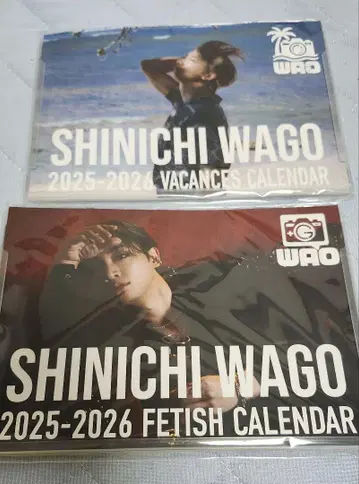 WAO
SHINICHI WAGO
2025-2026 VACANCES CALENDAR
+G
WAO
SHINICHI WAGO
2025-2026 FETISH CALENDAR